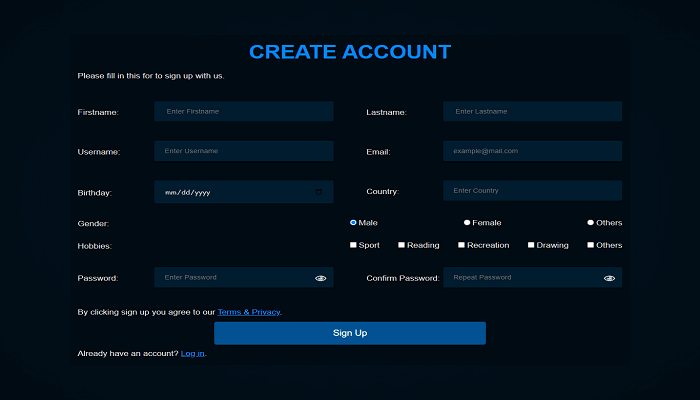 CREATE ACCOUNT
Please fill in this for to sign up with us.
Firstname: Enter Firstname Lastname: Enter Lastname
Username: Enter Username Email: example@mail.com
Birthday: mm/dd/yyyy Country: Enter Country
Gender: Male Female Others
Hobbies: Sport Reading Recreation Drawing Others
Password: Enter Password Confirm Password: Repeat Password
By clicking sign up you agree to our Terms & Privacy.
Sign Up
Already have an account? Log in.